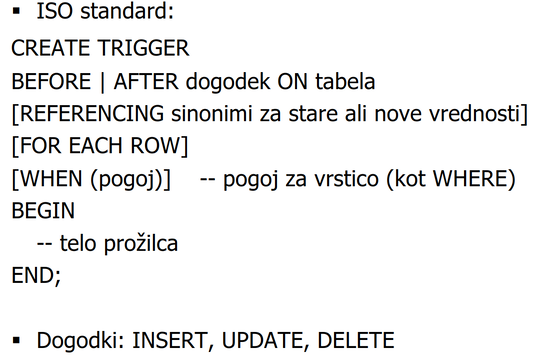 ▪ ISO standard:
CREATE TRIGGER
BEFORE | AFTER dogodek ON tabela
[REFERENCING sinonimi za stare ali nove vrednosti]
[FOR EACH ROW]
[WHEN (pogoj)] -- pogoj za vrstico (kot WHERE)
BEGIN
-- telo prožilca
END;
▪ Dogodki: INSERT, UPDATE, DELETE